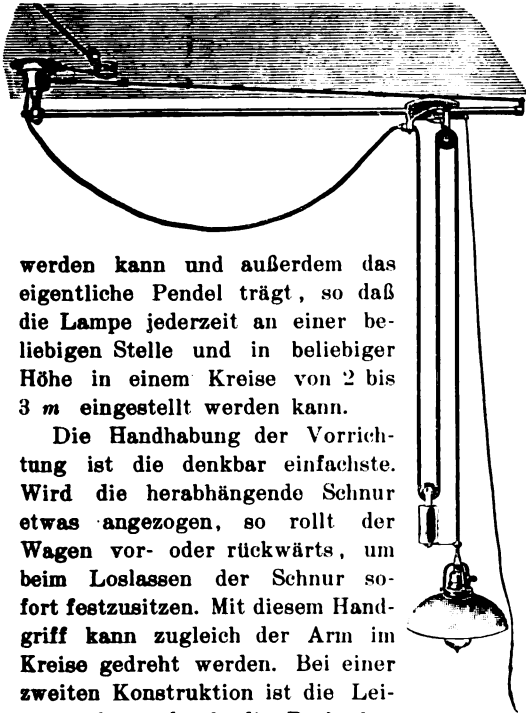 werden kann und außerdem das
eigentliche Pendel trägt, so daß
die Lampe jederzeit an einer be-
liebigen Stelle und in beliebiger
Höhe in einem Kreise von 2 bis
3 m eingestellt werden kann.
Die Handhabung der Vorrich-
tung ist die denkbar einfachste.
Wird die herabhängende Schnur
etwas angezogen, so rollt der
Wagen vor- oder rückwärts, um
beim Loslassen der Schnur so-
fort festzusitzen. Mit diesem Hand-
griff kann zugleich der Arm im
Kreise gedreht werden. Bei einer
zweiten Konstruktion ist die Lei-